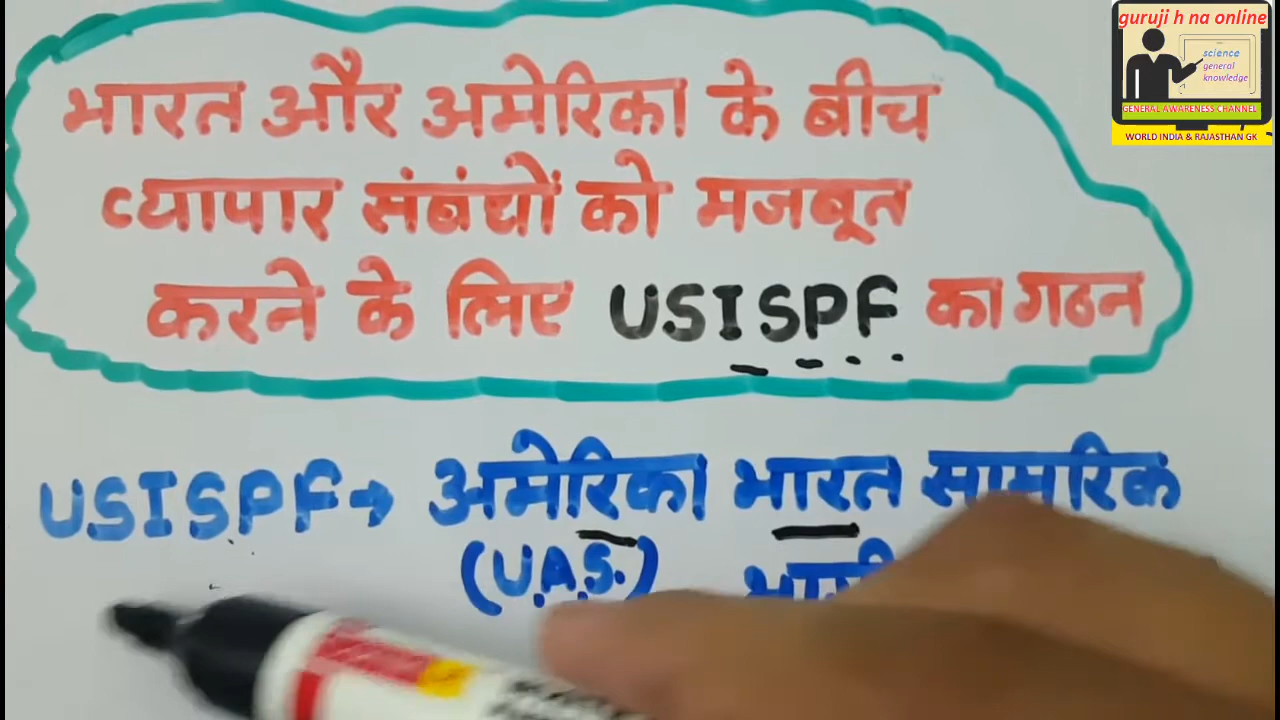 guruji h na online
science
general
knowledge
GENERAL AWARENESS CHANNEL
WORLD INDIA & RAJASTHAN GK
भारत और अमेरिका के बीच
व्यापार संबंधों को मजबूत
करने के लिए USISPF का गठन
USISPF→ अमेरिका भारत सामरिक
(U.A.S.)